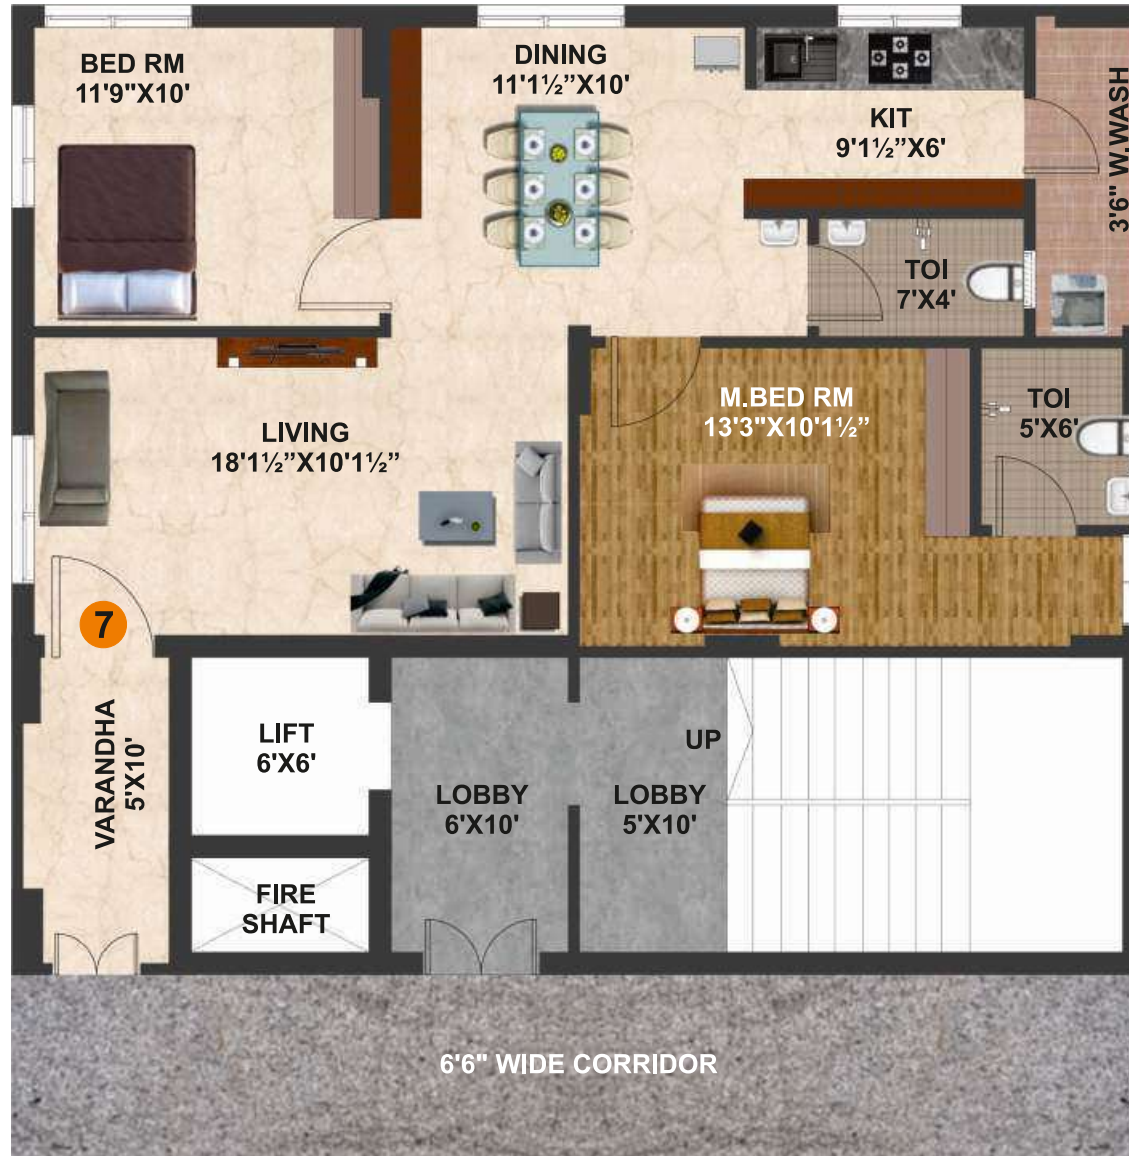 BED RM
11'9"X10'
DINING
11'1½”X10'
KIT
9'1½”X6'
3'6" W.WASH
TOI
7'X4'
M.BED RM
13'3"X10'1½”
TOI
5'X6'
LIVING
18'1½”X10'1½”
7
VARANDHA
5'X10'
LIFT
6'X6'
FIRE
SHAFT
LOBBY
6'X10'
LOBBY
5'X10'
UP
6'6" WIDE CORRIDOR